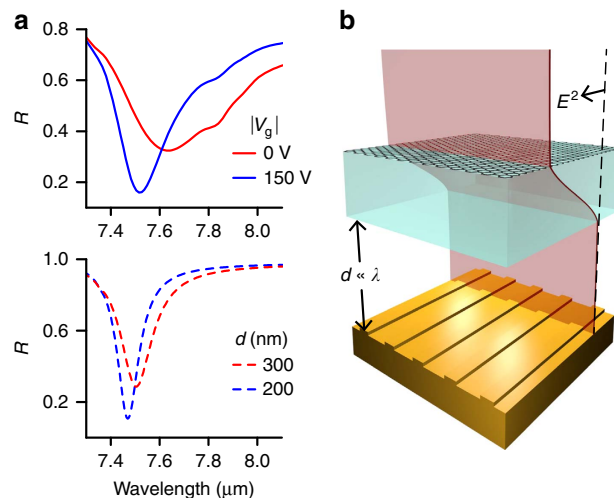 a
b
0.8
0.6
0.4
0.2
R
|Vg|
0 V
150 V
7.4 7.6 7.8 8.0
1.0
0.6
0.2
R
d (nm)
300
200
7.4 7.6 7.8 8.0
Wavelength (μm)
E²
d ≪ λ